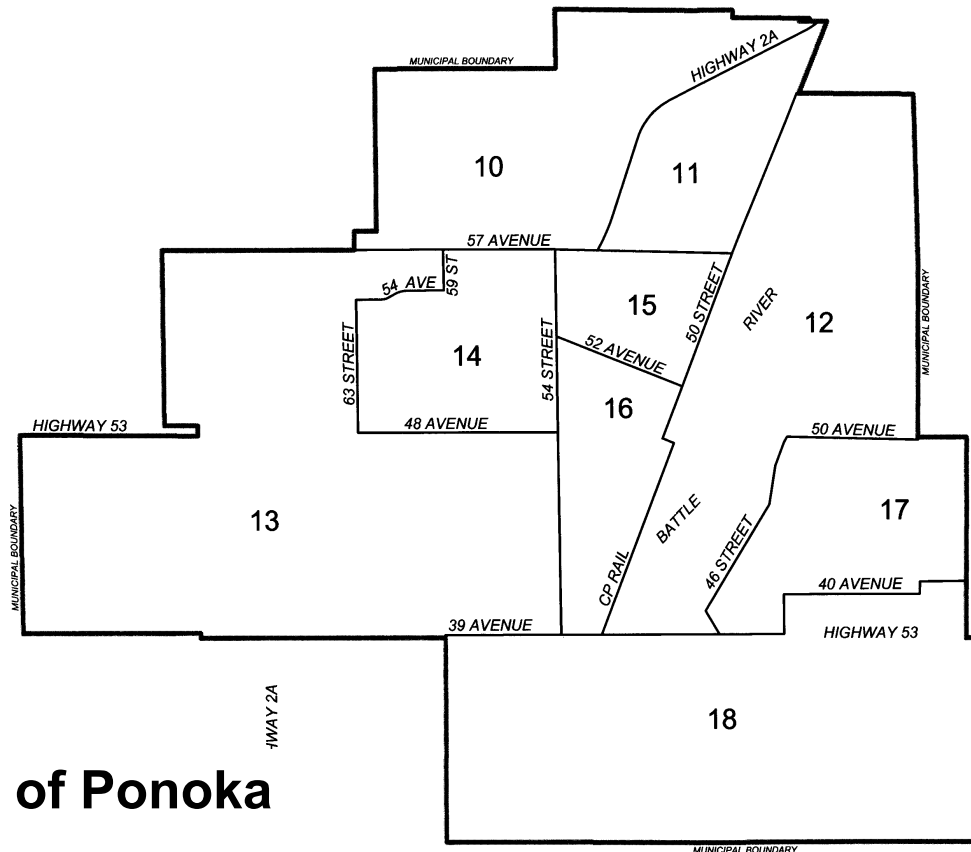 HIGHWAY 2A
MUNICIPAL BOUNDARY
10
11
57 AVENUE
59 ST
54 AVE
50 STREET
RIVER
MUNICIPAL BOUNDARY
15
12
52 AVENUE
63 STREET
14
54 STREET
16
HIGHWAY 53
48 AVENUE
50 AVENUE
13
17
MUNICIPAL BOUNDARY
BATTLE
46 STREET
CP RAIL
40 AVENUE
39 AVENUE
HIGHWAY 53
HWAY 2A
18
of Ponoka
MUNICIPAL BOUNDARY